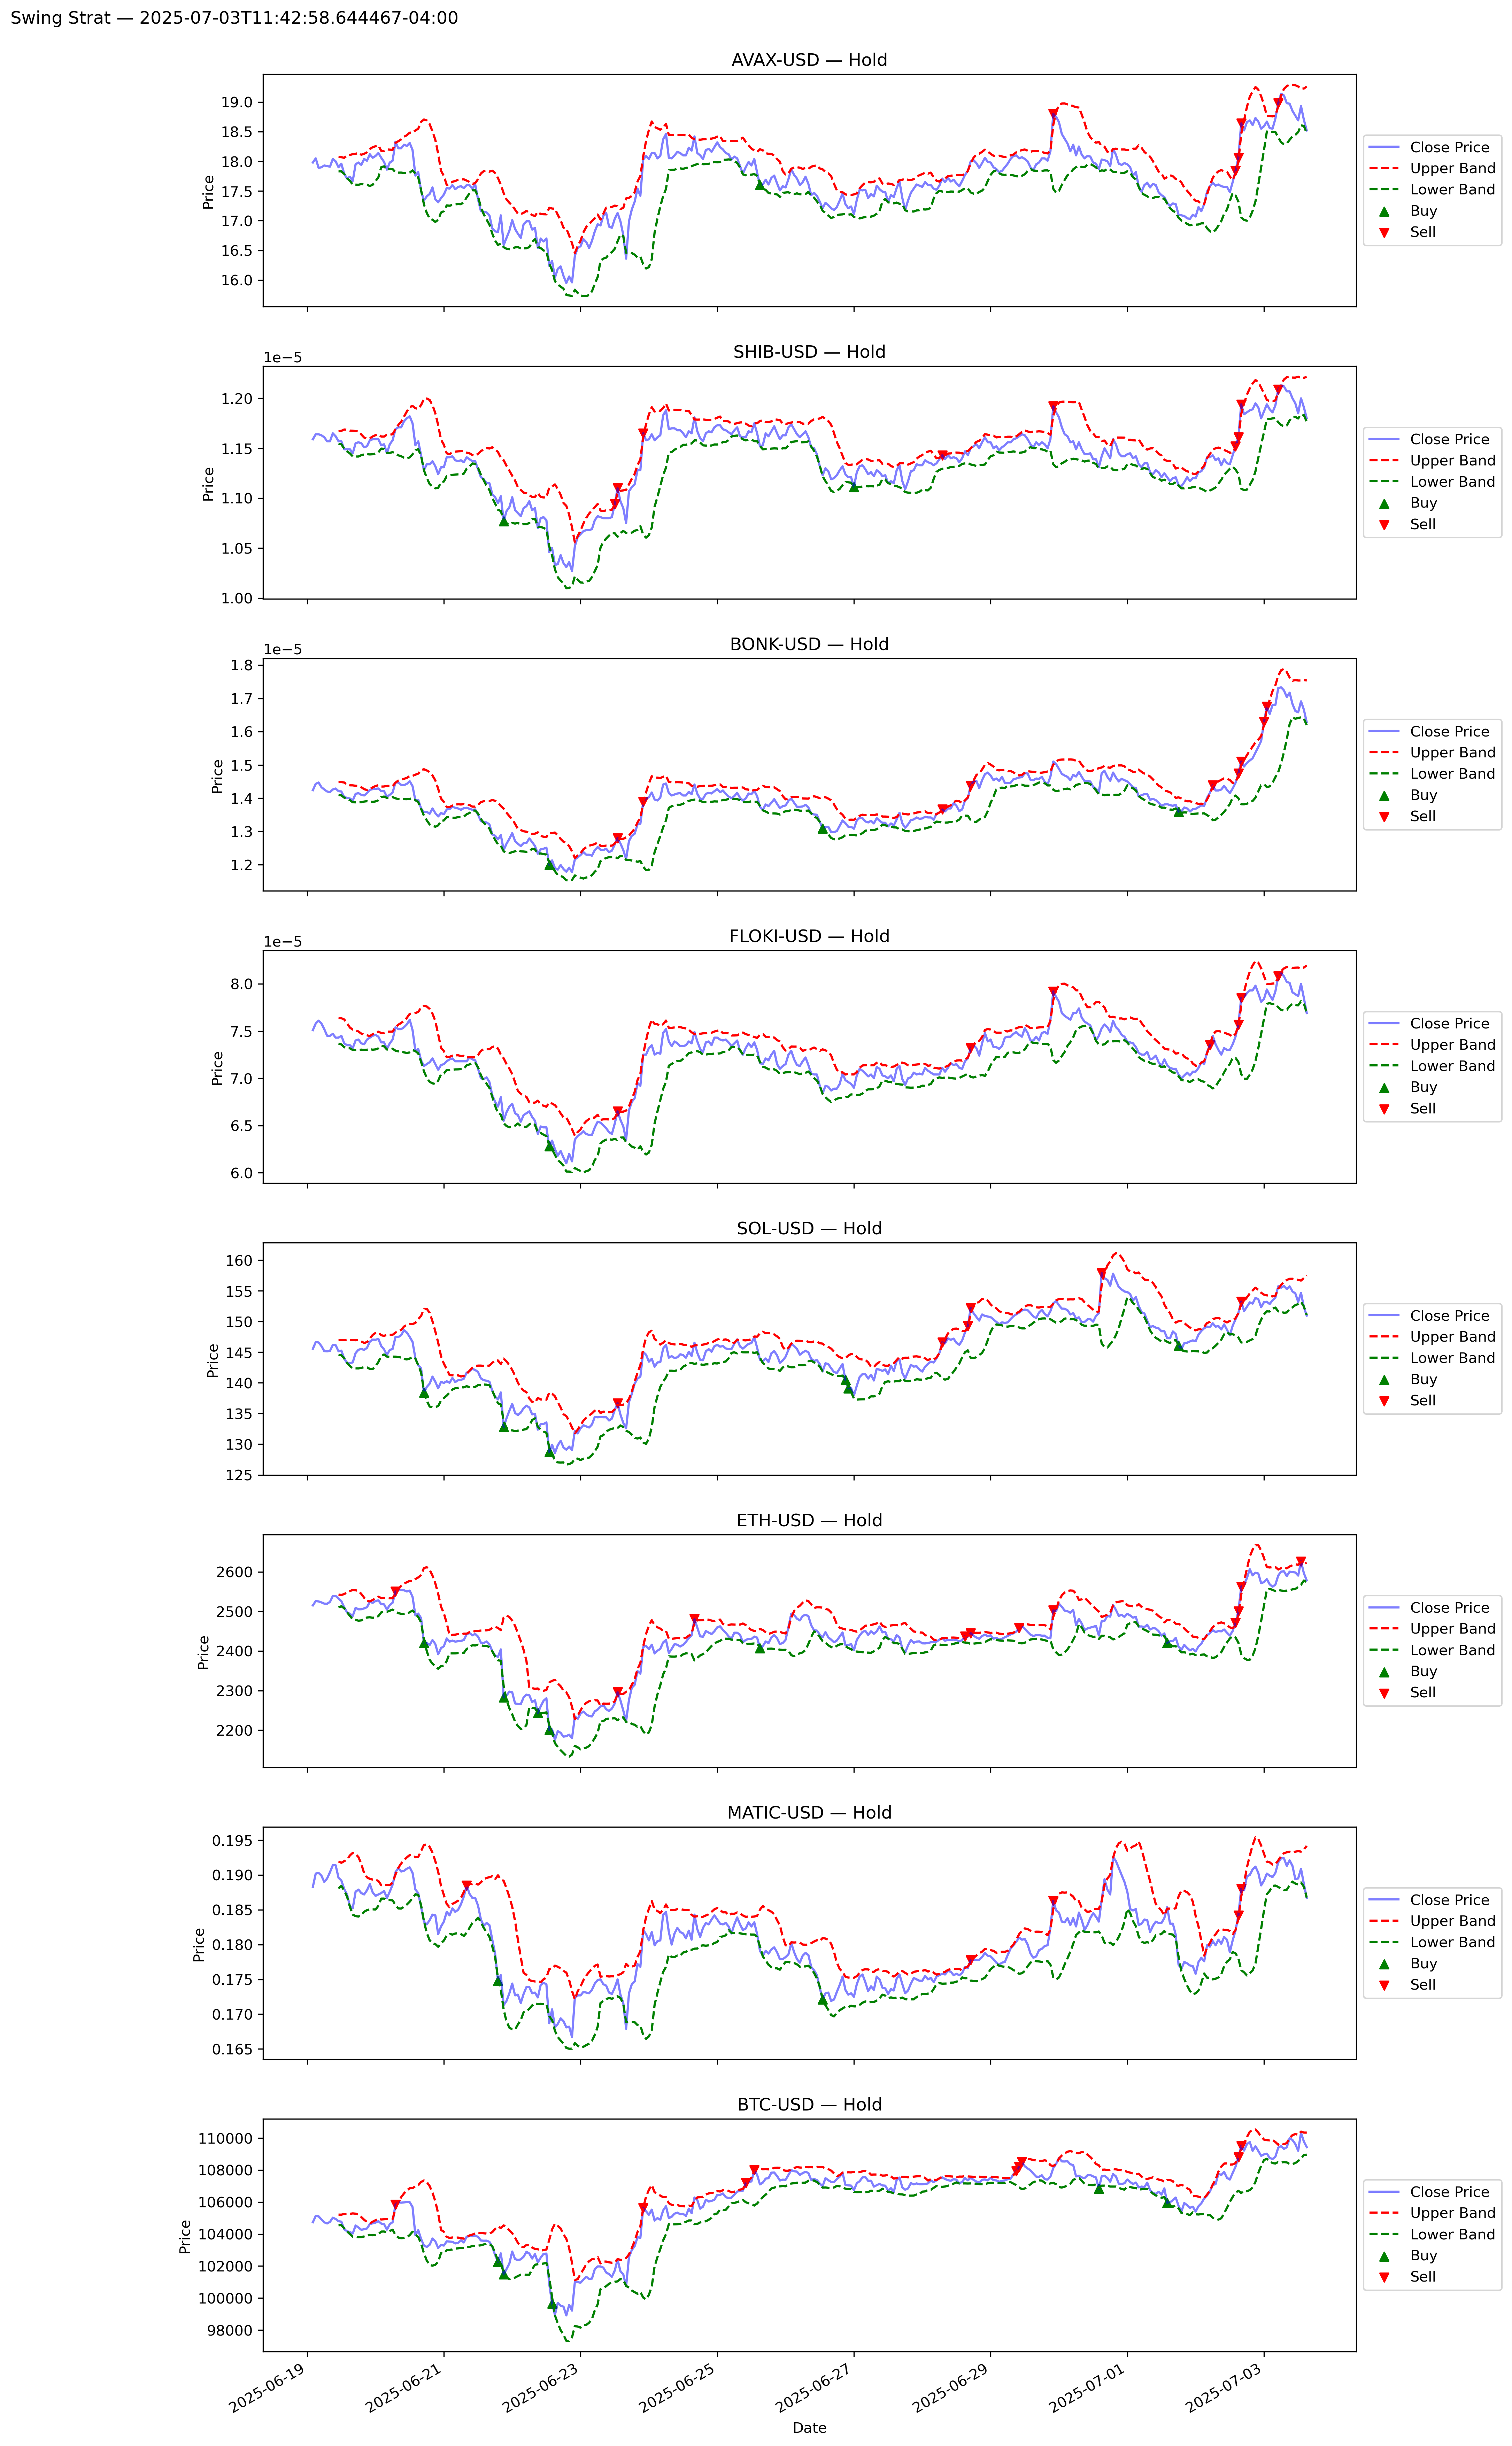 Swing Strat — 2025-07-03T11:42:58.644467-04:00
AVAX-USD — Hold
19.0
18.5
18.0
17.5
17.0
16.5
16.0
Price
Close Price
Upper Band
Lower Band
Buy
Sell
SHIB-USD — Hold
1e−5
1.20
1.15
1.10
1.05
1.00
Price
Close Price
Upper Band
Lower Band
Buy
Sell
BONK-USD — Hold
1e−5
1.8
1.7
1.6
1.5
1.4
1.3
1.2
Price
Close Price
Upper Band
Lower Band
Buy
Sell
FLOKI-USD — Hold
1e−5
8.0
7.5
7.0
6.5
6.0
Price
Close Price
Upper Band
Lower Band
Buy
Sell
SOL-USD — Hold
160
155
150
145
140
135
130
125
Price
Close Price
Upper Band
Lower Band
Buy
Sell
ETH-USD — Hold
2600
2500
2400
2300
2200
Price
Close Price
Upper Band
Lower Band
Buy
Sell
MATIC-USD — Hold
0.195
0.190
0.185
0.180
0.175
0.170
0.165
Price
Close Price
Upper Band
Lower Band
Buy
Sell
BTC-USD — Hold
110000
108000
106000
104000
102000
100000
98000
Price
Close Price
Upper Band
Lower Band
Buy
Sell
2025-06-19
2025-06-21
2025-06-23
2025-06-25
2025-06-27
2025-06-29
2025-07-01
2025-07-03
Date